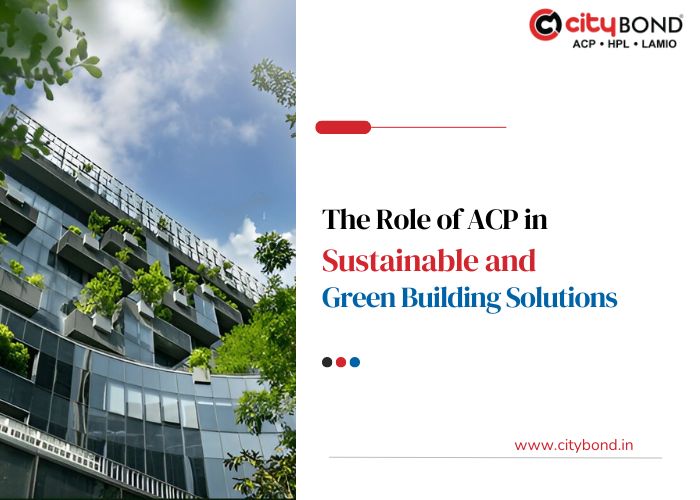 cityBOND
ACP • HPL • LAMIO
The Role of ACP in
Sustainable and
Green Building Solutions
www.citybond.in